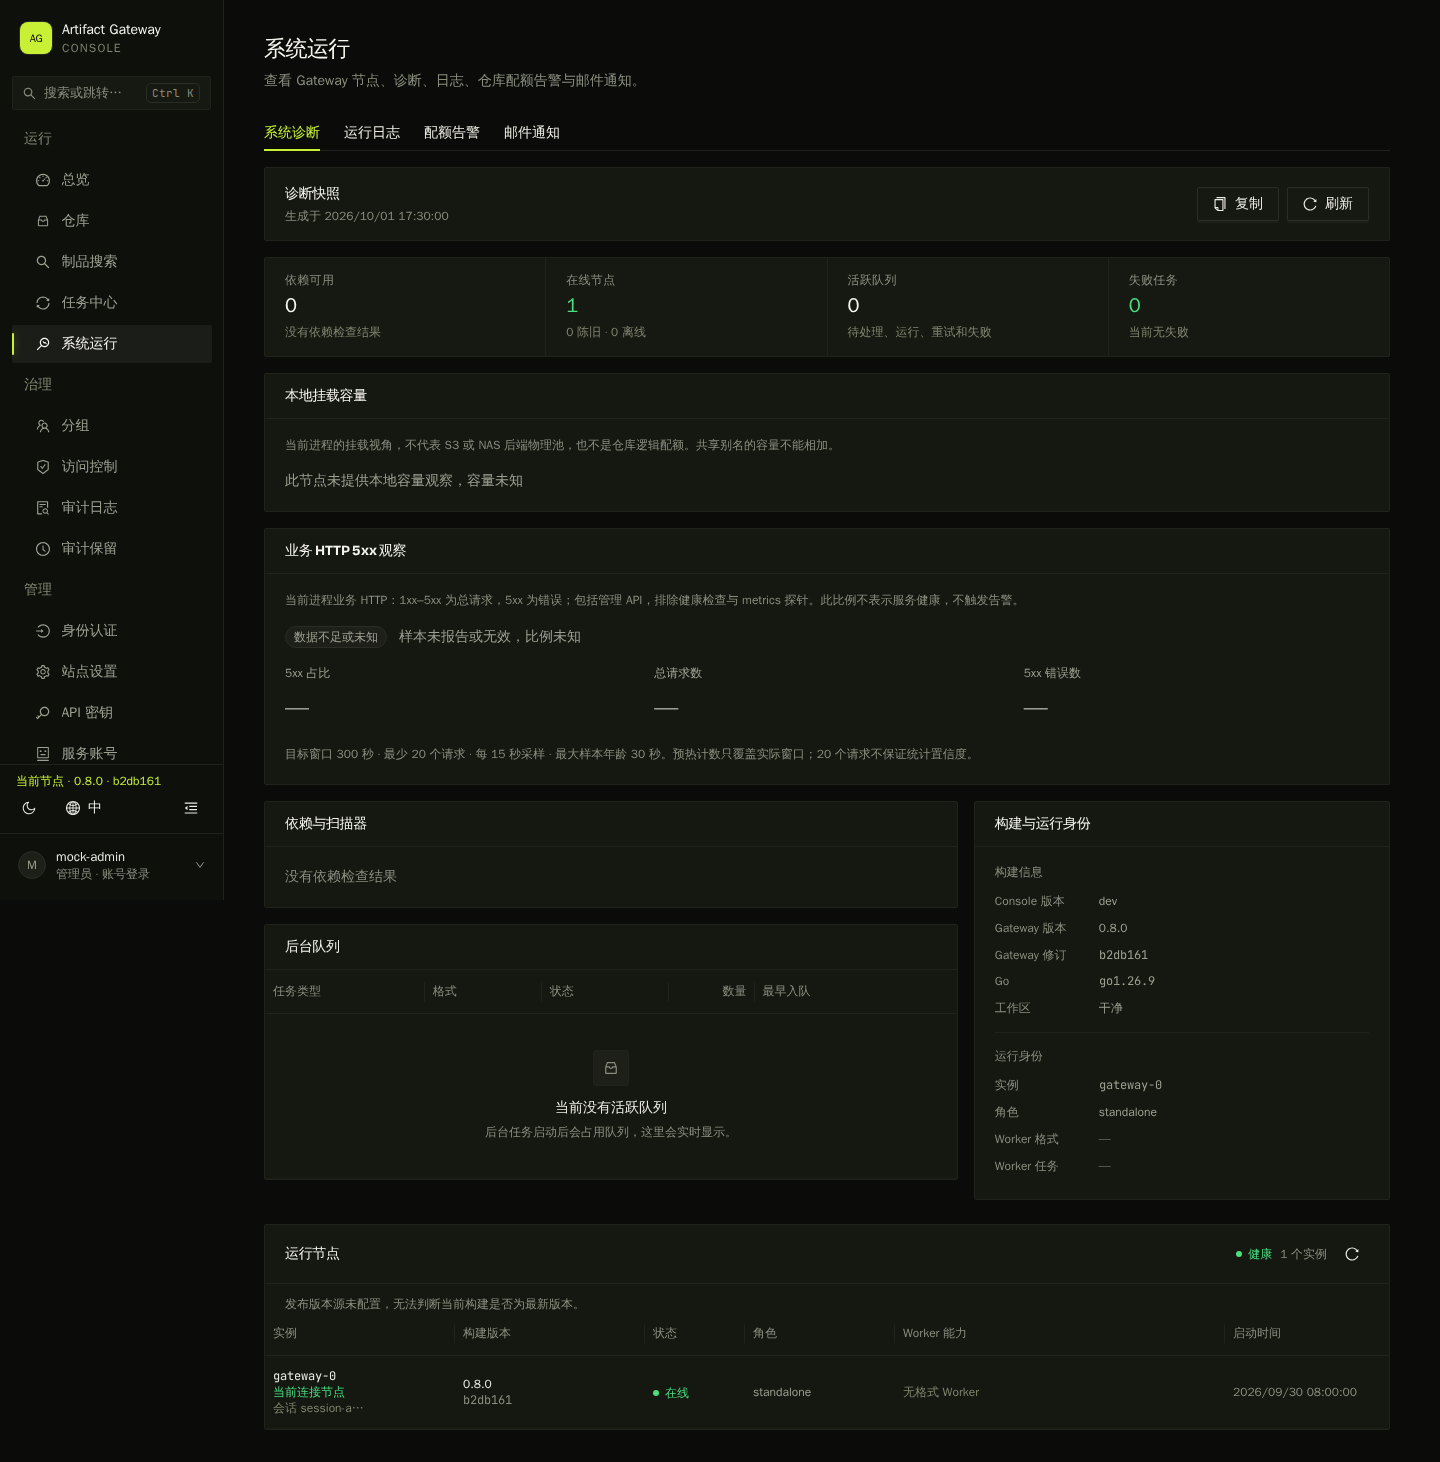 AG
Artifact Gateway
CONSOLE
搜索或跳转…
Ctrl K
运行
总览
仓库
制品搜索
任务中心
系统运行
治理
分组
访问控制
审计日志
审计保留
管理
身份认证
站点设置
API 密钥
服务账号
当前节点 · 0.8.0 · b2db161
中
M
mock-admin
管理员 · 账号登录
系统运行
查看 Gateway 节点、诊断、日志、仓库配额告警与邮件通知。
系统诊断 运行日志 配额告警 邮件通知
诊断快照
生成于 2026/10/01 17:30:00
复制 刷新
依赖可用
0
没有依赖检查结果
在线节点
1
0 陈旧 · 0 离线
活跃队列
0
待处理、运行、重试和失败
失败任务
0
当前无失败
本地挂载容量
当前进程的挂载视角，不代表 S3 或 NAS 后端物理池，也不是仓库逻辑配额。共享别名的容量不能相加。
此节点未提供本地容量观察，容量未知
业务 HTTP 5xx 观察
当前进程业务 HTTP：1xx–5xx 为总请求，5xx 为错误；包括管理 API，排除健康检查与 metrics 探针。此比例不表示服务健康，不触发告警。
数据不足或未知 样本未报告或无效，比例未知
5xx 占比 总请求数 5xx 错误数
— — —
目标窗口 300 秒 · 最少 20 个请求 · 每 15 秒采样 · 最大样本年龄 30 秒。预热计数只覆盖实际窗口；20 个请求不保证统计置信度。
依赖与扫描器
没有依赖检查结果
后台队列
任务类型 格式 状态 数量 最早入队
当前没有活跃队列
后台任务启动后会占用队列，这里会实时显示。
构建与运行身份
构建信息
Console 版本 dev
Gateway 版本 0.8.0
Gateway 修订 b2db161
Go go1.26.9
工作区 干净
运行身份
实例 gateway-0
角色 standalone
Worker 格式 —
Worker 任务 —
运行节点
健康 1 个实例
发布版本源未配置，无法判断当前构建是否为最新版本。
实例 构建版本 状态 角色 Worker 能力 启动时间
gateway-0
当前连接节点
会话 session-a…
0.8.0
b2db161
在线
standalone
无格式 Worker
2026/09/30 08:00:00